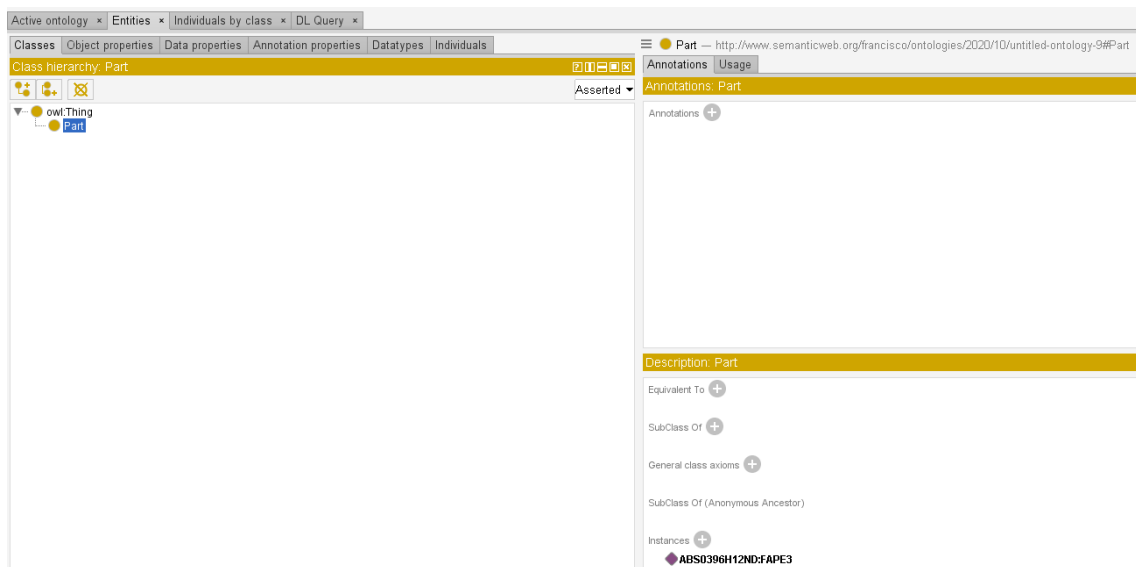 Active ontology × Entities × Individuals by class × DL Query ×
Classes Object properties Data properties Annotation properties Datatypes Individuals
Class hierarchy: Part
Asserted
owl:Thing
Part
Part — http://www.semanticweb.org/francisco/ontologies/2020/10/untitled-ontology-9#Part
Annotations Usage
Annotations: Part
Annotations
Description: Part
Equivalent To
SubClass Of
General class axioms
SubClass Of (Anonymous Ancestor)
Instances
ABS0396H12ND:FAPE3